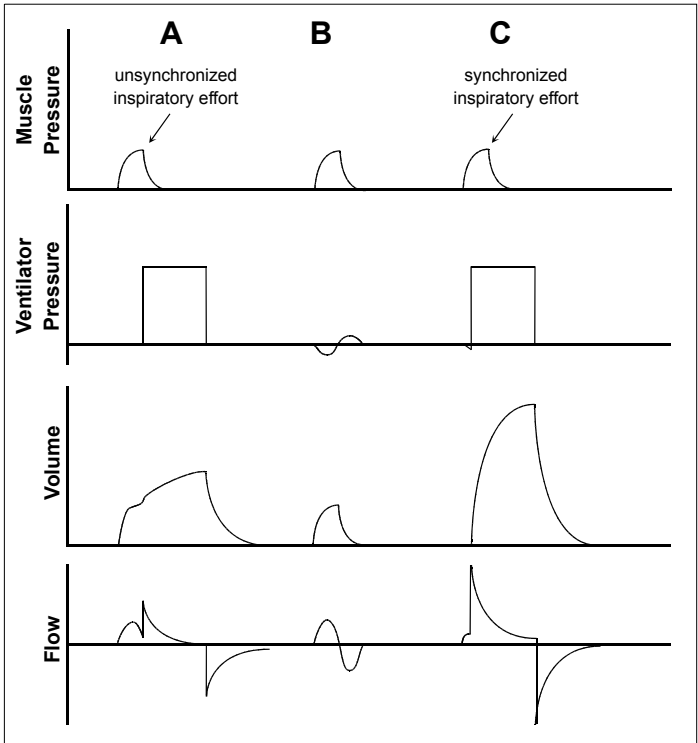 A
B
C
unsynchronized
inspiratory effort
synchronized
inspiratory effort
Muscle
Pressure
Ventilator
Pressure
Volume
Flow